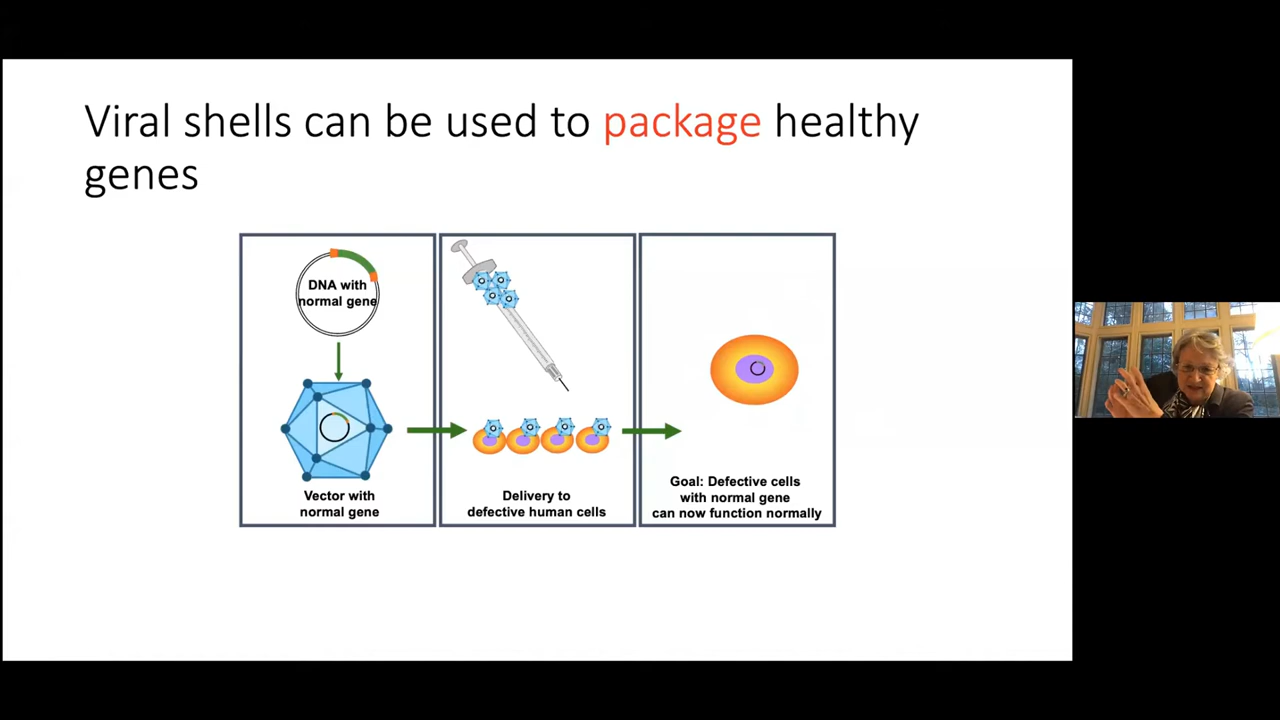 Viral shells can be used to package healthy
genes
DNA with
normal gene
Vector with
normal gene
Delivery to
defective human cells
Goal: Defective cells
with normal gene
can now function normally